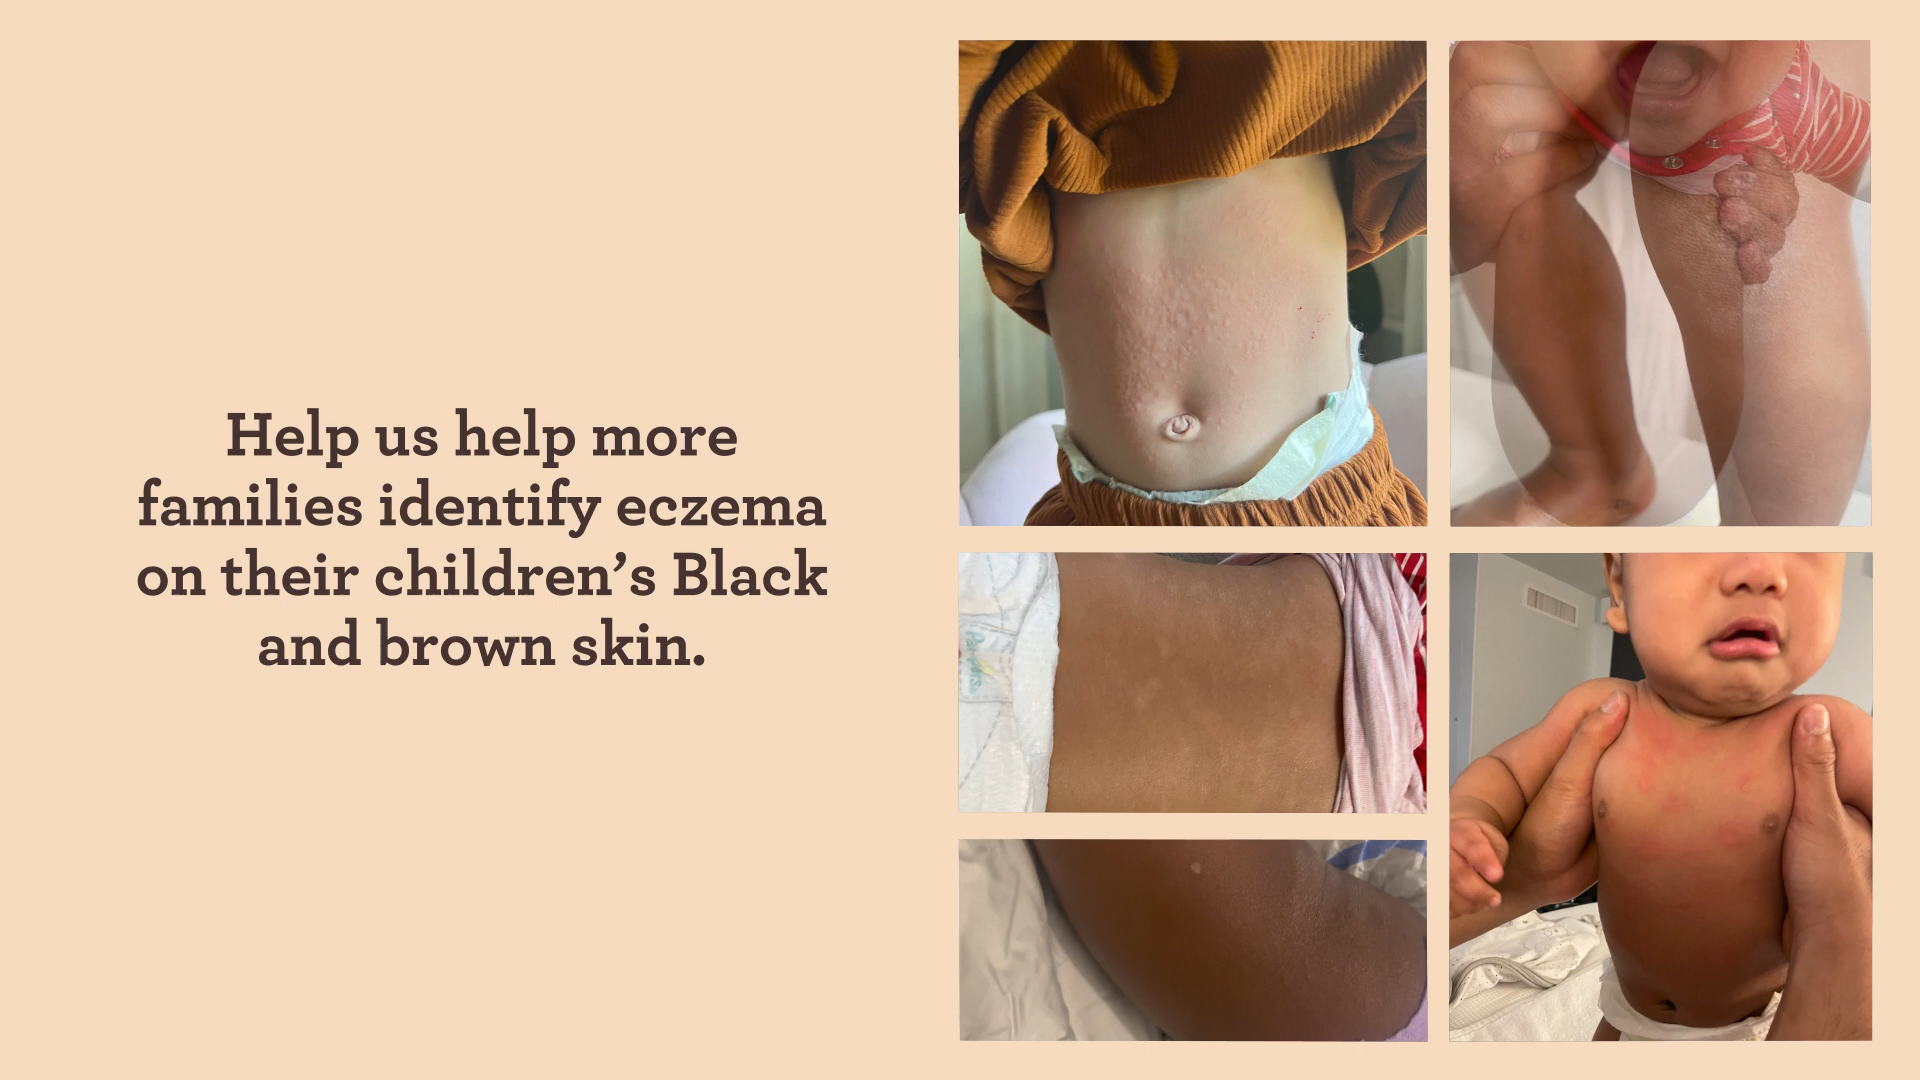 Help us help more
families identify eczema
on their children’s Black
and brown skin.